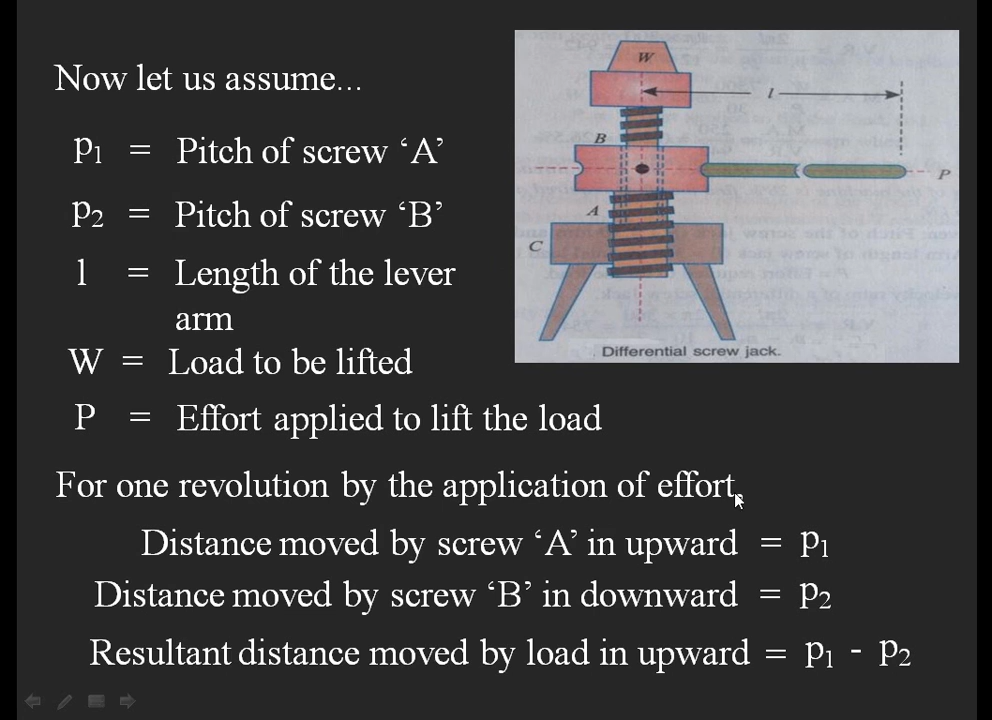 Now let us assume...
p1 = Pitch of screw ‘A’
p2 = Pitch of screw ‘B’
l = Length of the lever
arm
W = Load to be lifted
P = Effort applied to lift the load
W
l
B
P
A
C
Differential screw jack.
For one revolution by the application of effort,
Distance moved by screw ‘A’ in upward = p1
Distance moved by screw ‘B’ in downward = p2
Resultant distance moved by load in upward = p1 - p2